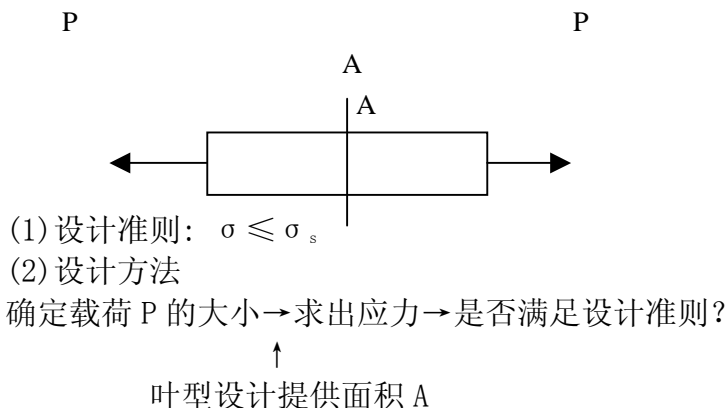 P P
A
A
(1)设计准则: σ≤σs
(2)设计方法
确定载荷 P 的大小→求出应力→是否满足设计准则?
↑
叶型设计提供面积 A